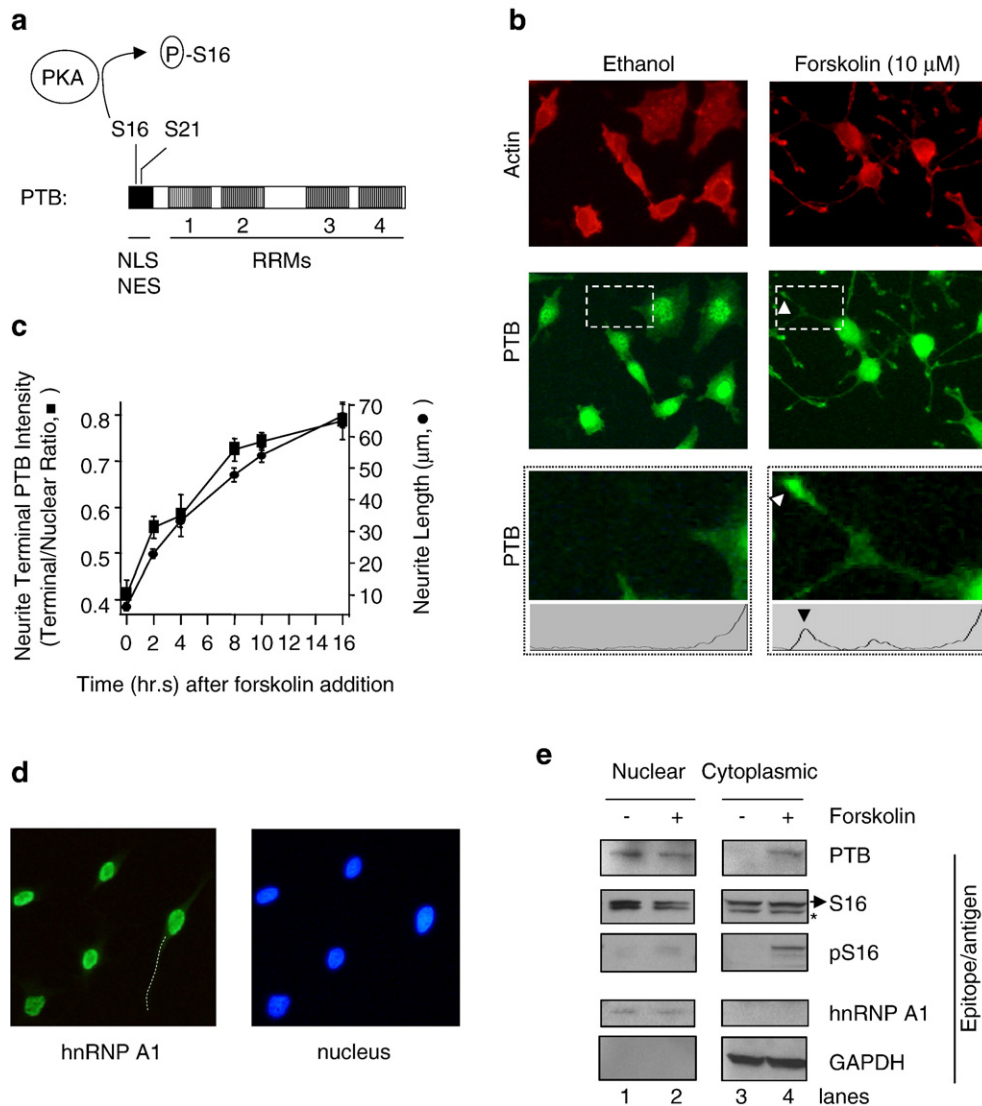 a
PKA
P-S16
S16 S21
PTB:
1 2 3 4
NLS RRMs
NES
b
Ethanol Forskolin (10 μM)
Actin
PTB
PTB
c
Neurite Terminal PTB Intensity
(Terminal/Nuclear Ratio, ■)
0.8
0.7
0.6
0.5
0.4
70
60
50
40
30
20
10
Neurite Length (μm, ●)
0 2 4 6 8 10 12 14 16
Time (hr.s) after forskolin addition
d
hnRNP A1 nucleus
e
Nuclear Cytoplasmic
- + - + Forskolin
PTB
S16
*
pS16
hnRNP A1
GAPDH
1 2 3 4 lanes
Epitope/antigen